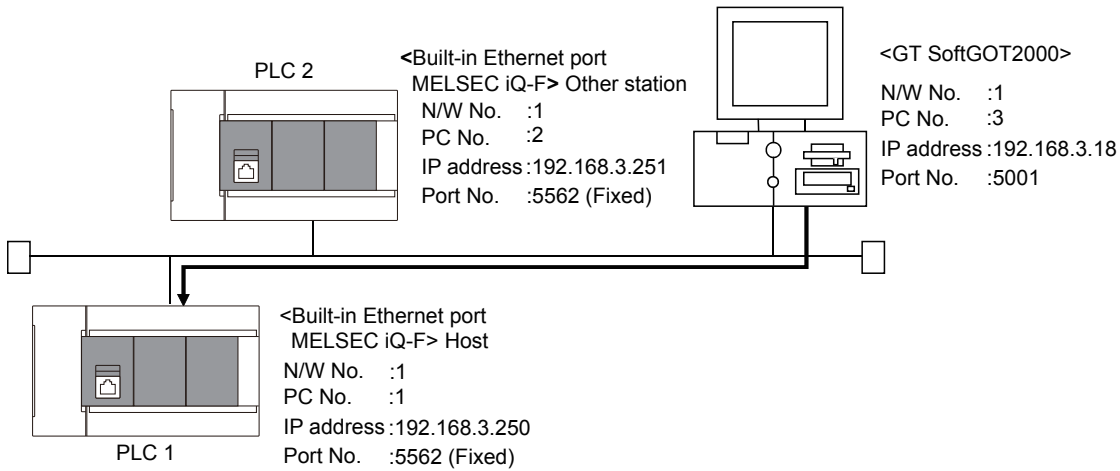 PLC 2
<Built-in Ethernet port
MELSEC iQ-F> Other station
N/W No. :1
PC No. :2
IP address :192.168.3.251
Port No. :5562 (Fixed)
<GT SoftGOT2000>
N/W No. :1
PC No. :3
IP address :192.168.3.18
Port No. :5001
<Built-in Ethernet port
MELSEC iQ-F> Host
N/W No. :1
PC No. :1
IP address :192.168.3.250
Port No. :5562 (Fixed)
PLC 1